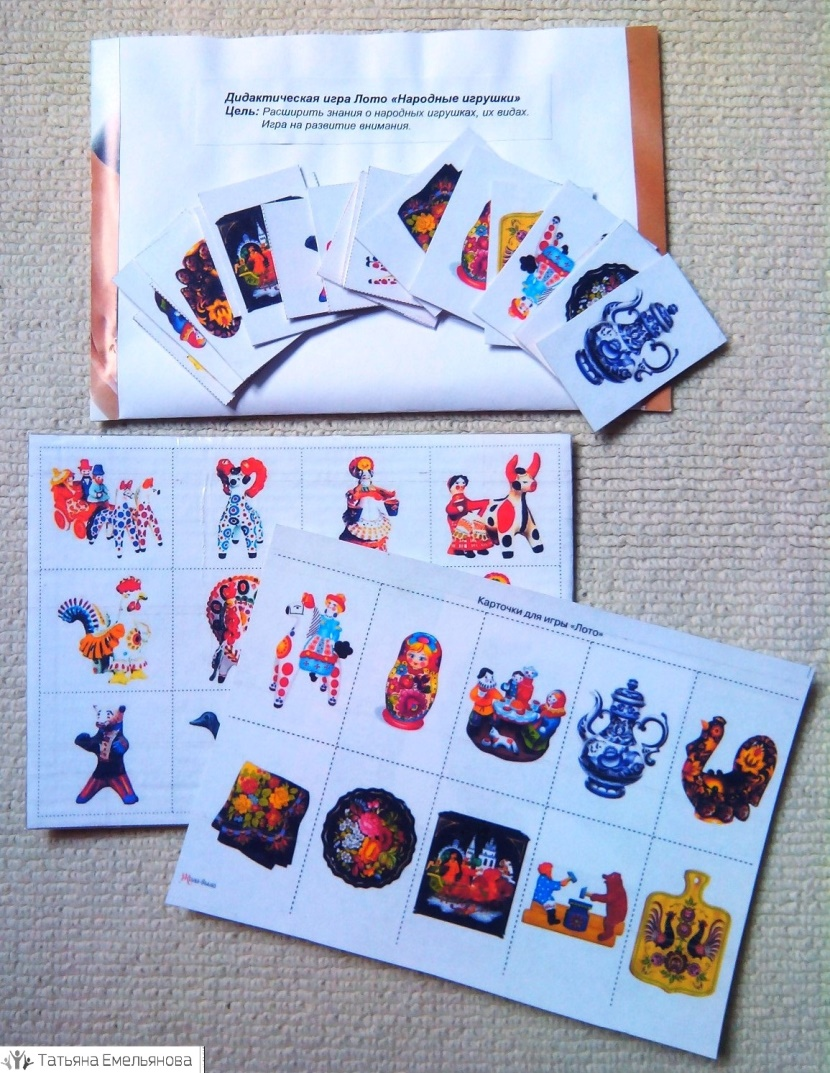 Дидактическая игра Лото «Народные игрушки»
Цель: Расширить знания о народных игрушках, их видах.
Игра на развитие внимания.
Карточки для игры «Лото»
Татьяна Емельянова